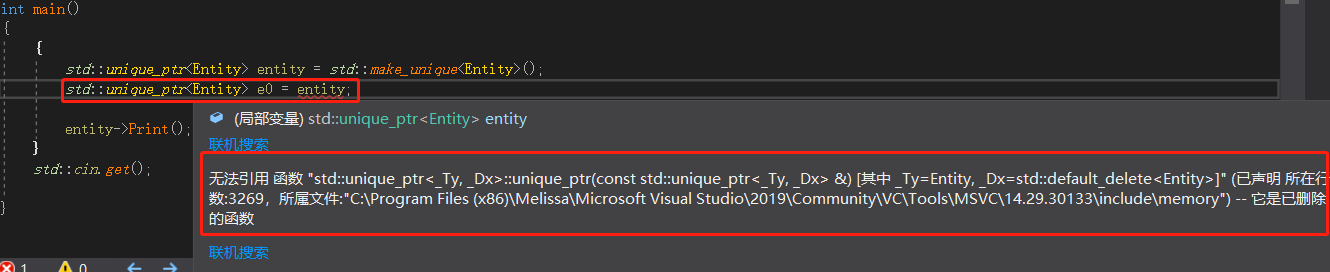 int main()
{
{
std::unique_ptr<Entity> entity = std::make_unique<Entity>();
std::unique_ptr<Entity> e0 = entity;
(局部变量) std::unique_ptr<Entity> entity
entity->Print();
联机搜索
}
无法引用 函数 "std::unique_ptr<_Ty, _Dx>::unique_ptr(const std::unique_ptr<_Ty, _Dx> &) [其中 _Ty=Entity, _Dx=std::default_delete<Entity>]" (已声明 所在行
std::cin.get();
数:3269，所属文件:"C:\Program Files (x86)\Melissa\Microsoft Visual Studio\2019\Community\VC\Tools\MSVC\14.29.30133\include\memory") -- 它是已删除
}
的函数
联机搜索
1 0